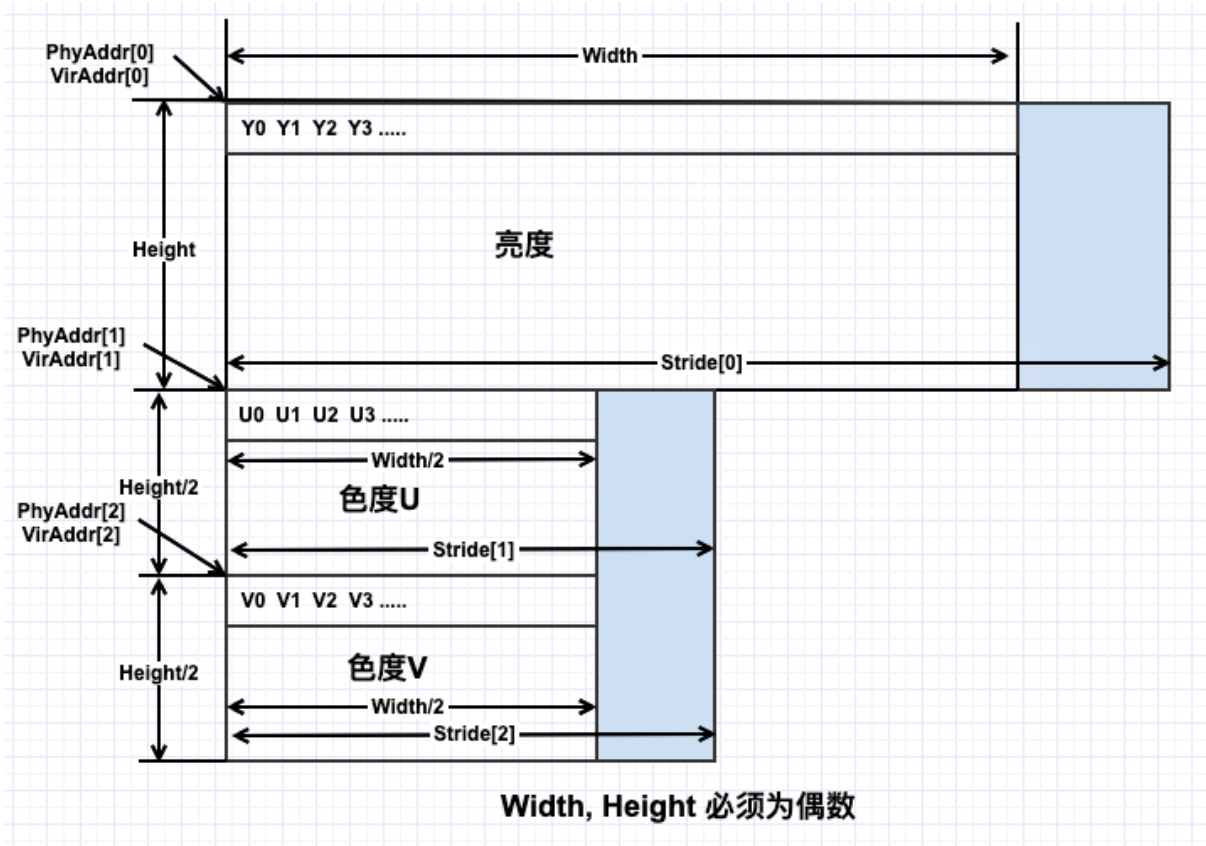 PhyAddr[0]
VirAddr[0]
Width
Y0 Y1 Y2 Y3 .....
Height
亮度
PhyAddr[1]
VirAddr[1]
Stride[0]
U0 U1 U2 U3 .....
Width/2
Height/2
色度U
PhyAddr[2]
VirAddr[2]
Stride[1]
V0 V1 V2 V3 .....
Height/2
色度V
Width/2
Stride[2]
Width, Height 必须为偶数